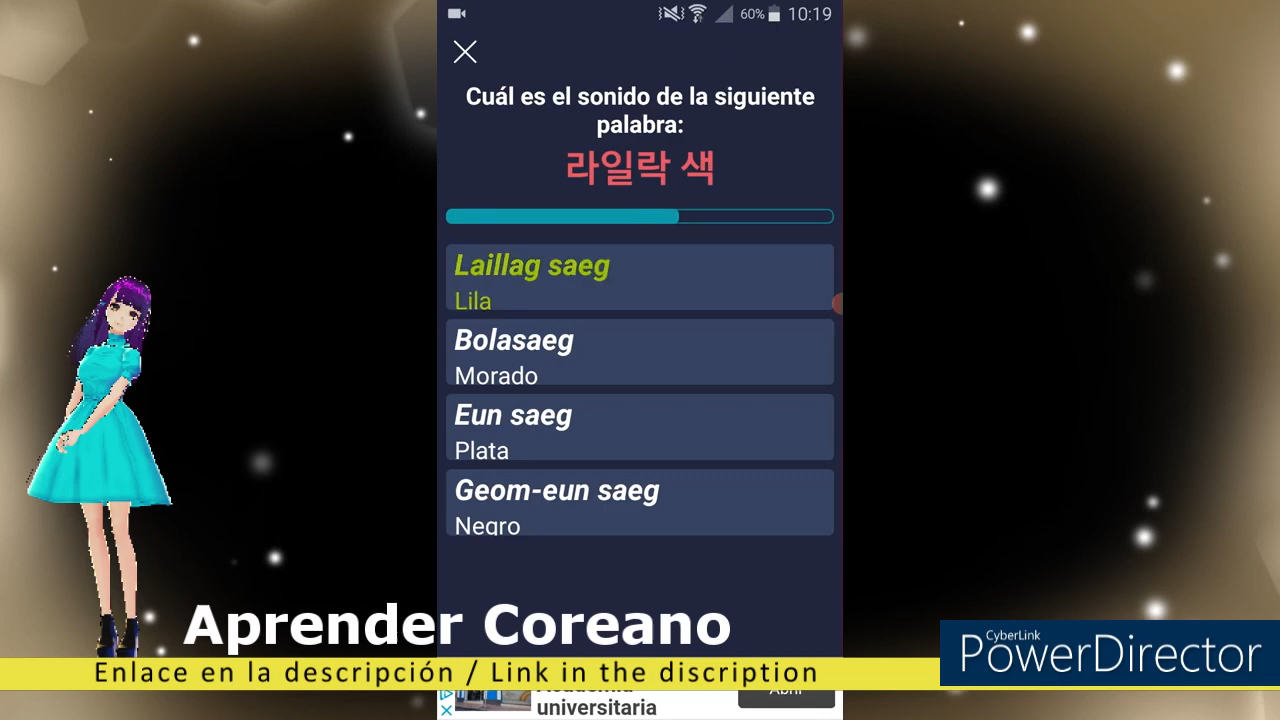 60% 10:19
Cuál es el sonido de la siguiente
palabra:
라일락 색
Laillag saeg
Lila
Bolasaeg
Morado
Eun saeg
Plata
Geom-eun saeg
Negro
Aprender Coreano
CyberLink
PowerDirector
Enlace en la descripción / Link in the discription
Academia
universitaria
Abrir